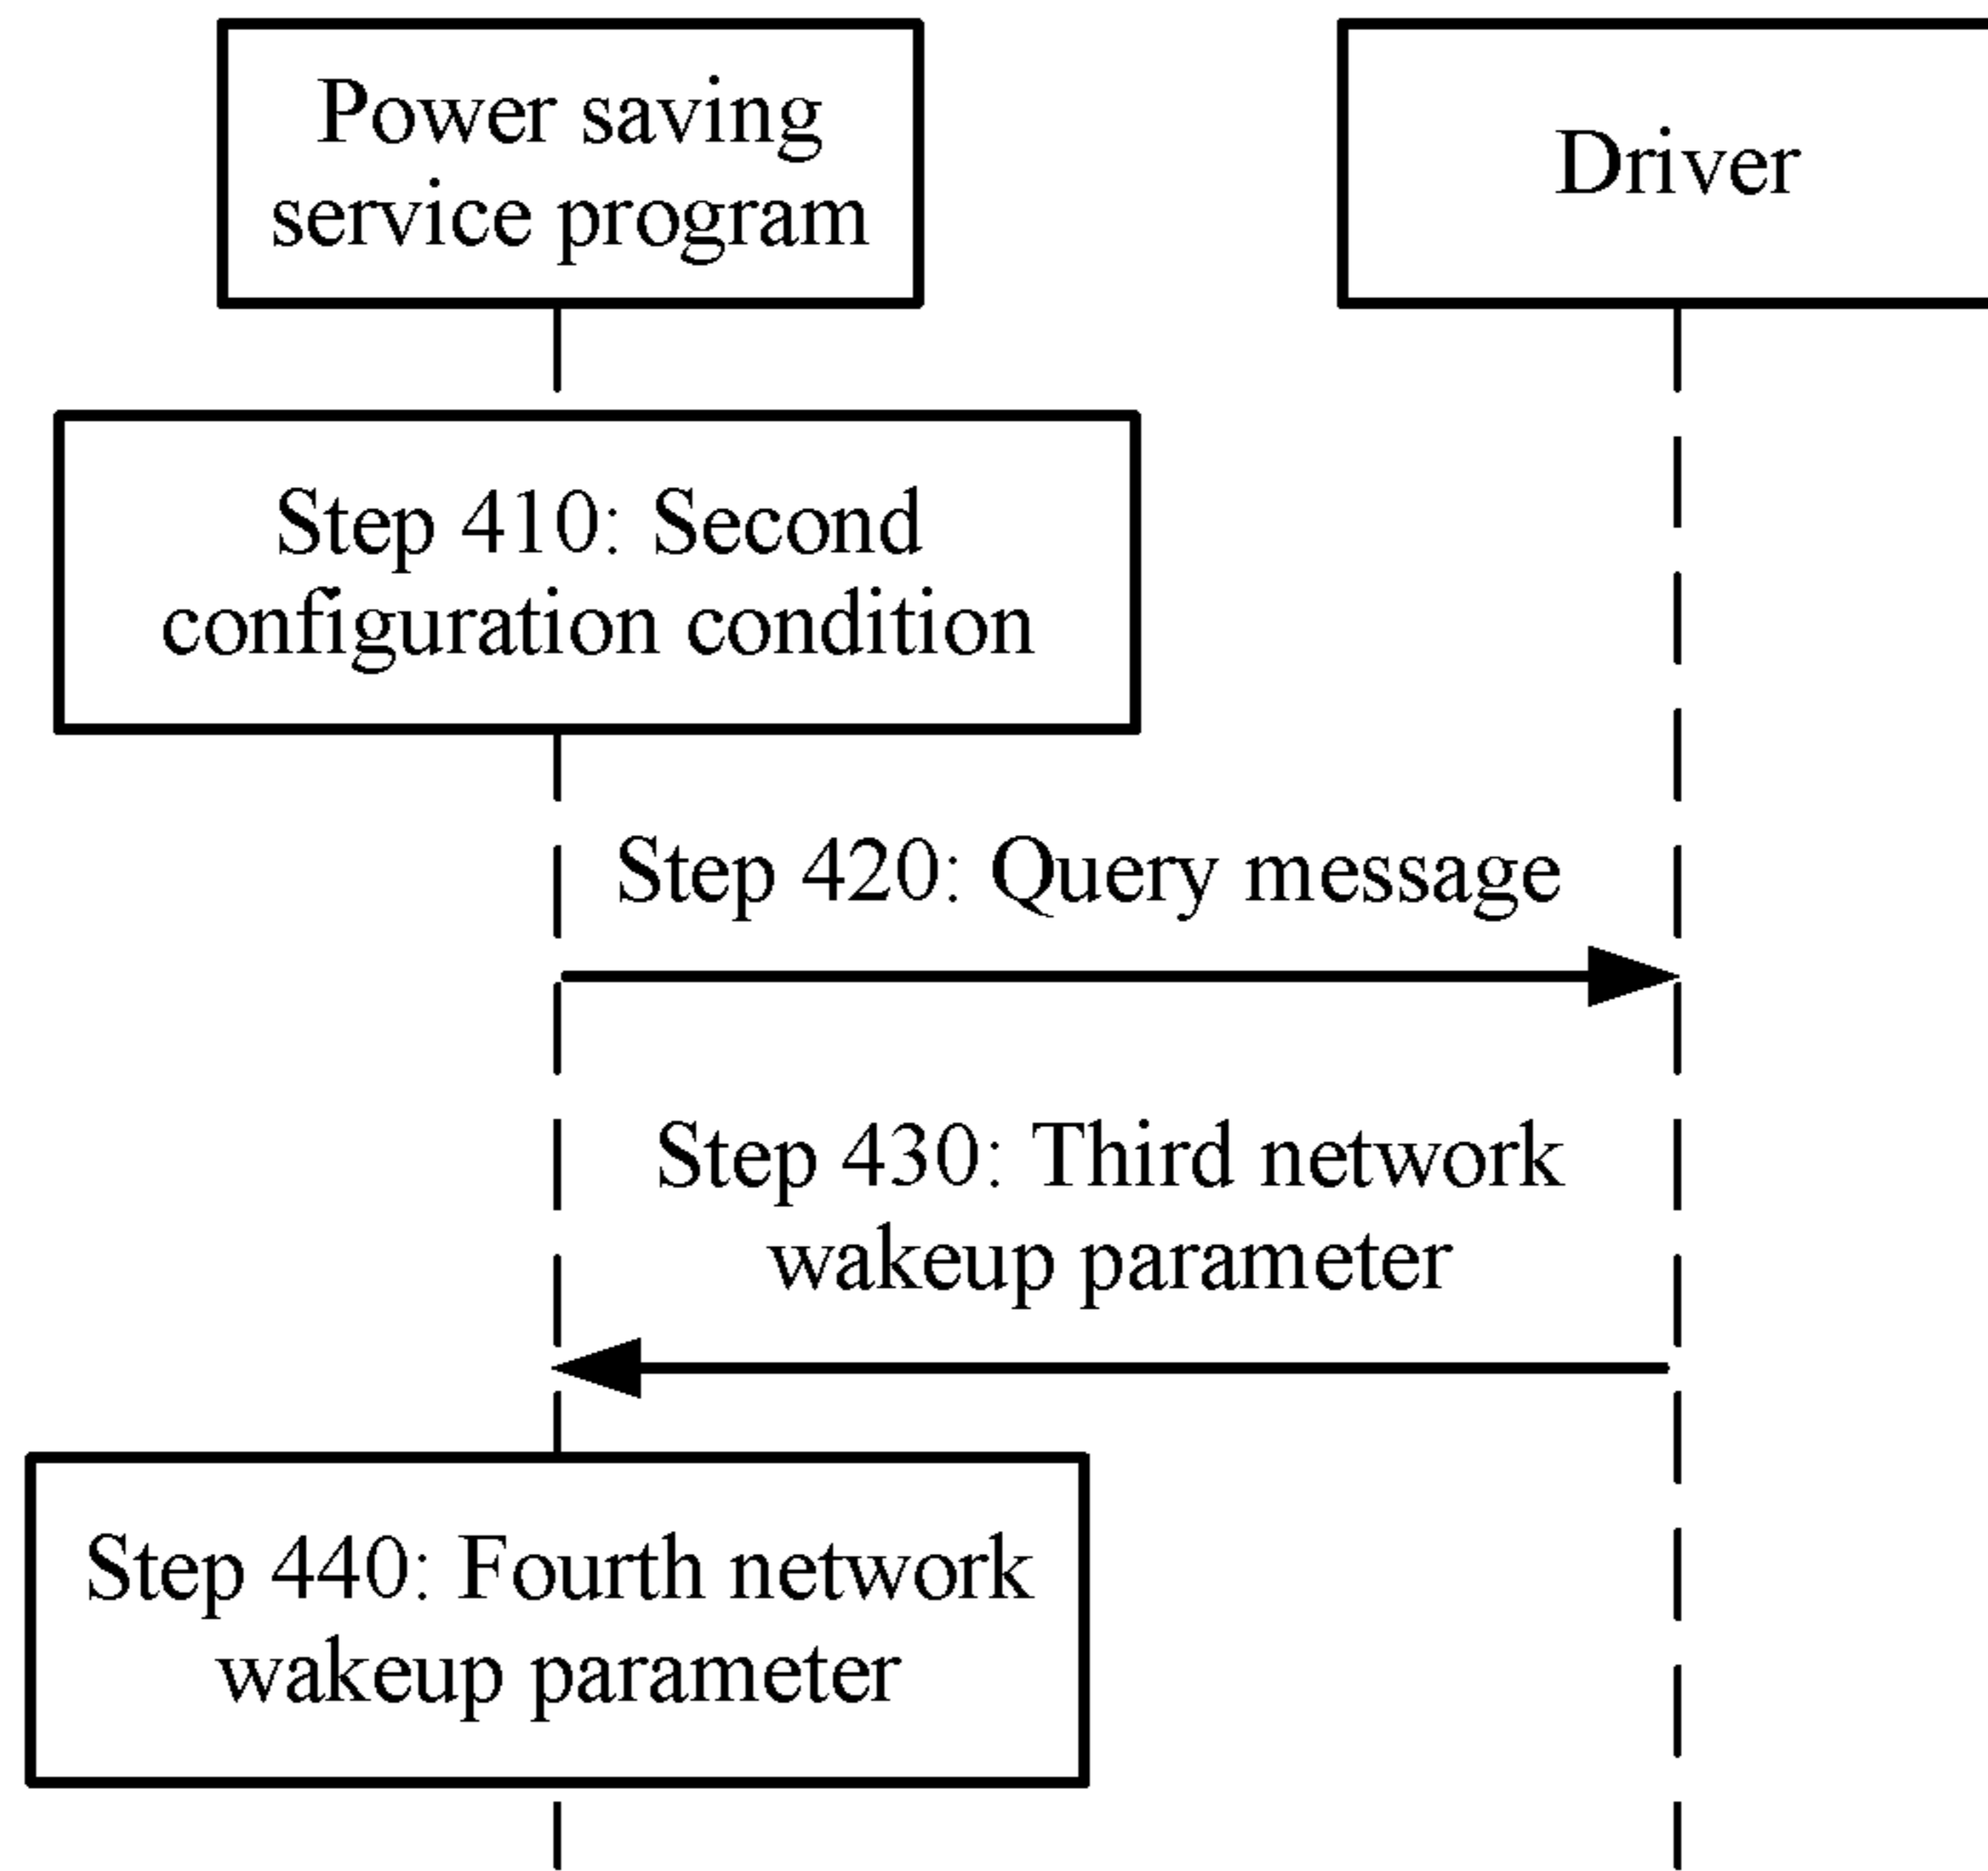 Power saving
service program
Driver
Step 410: Second
configuration condition
Step 420: Query message
Step 430: Third network
wakeup parameter
Step 440: Fourth network
wakeup parameter